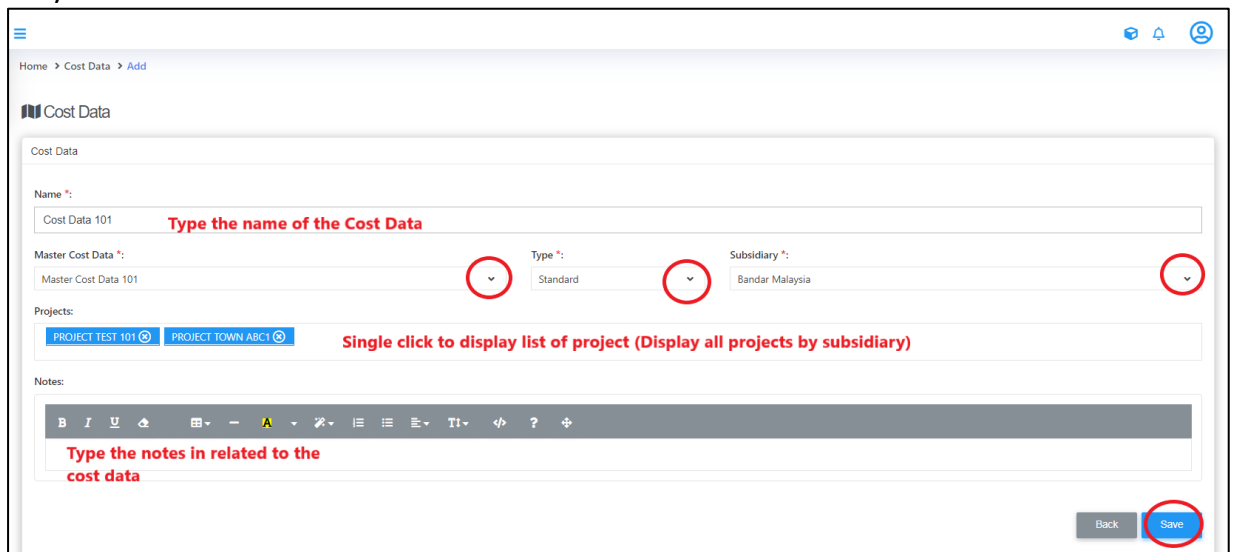 Home > Cost Data > Add
Cost Data
Cost Data
Name *:
Cost Data 101 Type the name of the Cost Data
Master Cost Data *: Type *: Subsidiary *:
Master Cost Data 101 Standard Bandar Malaysia
Projects:
PROJECT TEST 101 PROJECT TOWN ABC1 Single click to display list of project (Display all projects by subsidiary)
Notes:
B I U A T </> ?
Type the notes in related to the
cost data
Back Save